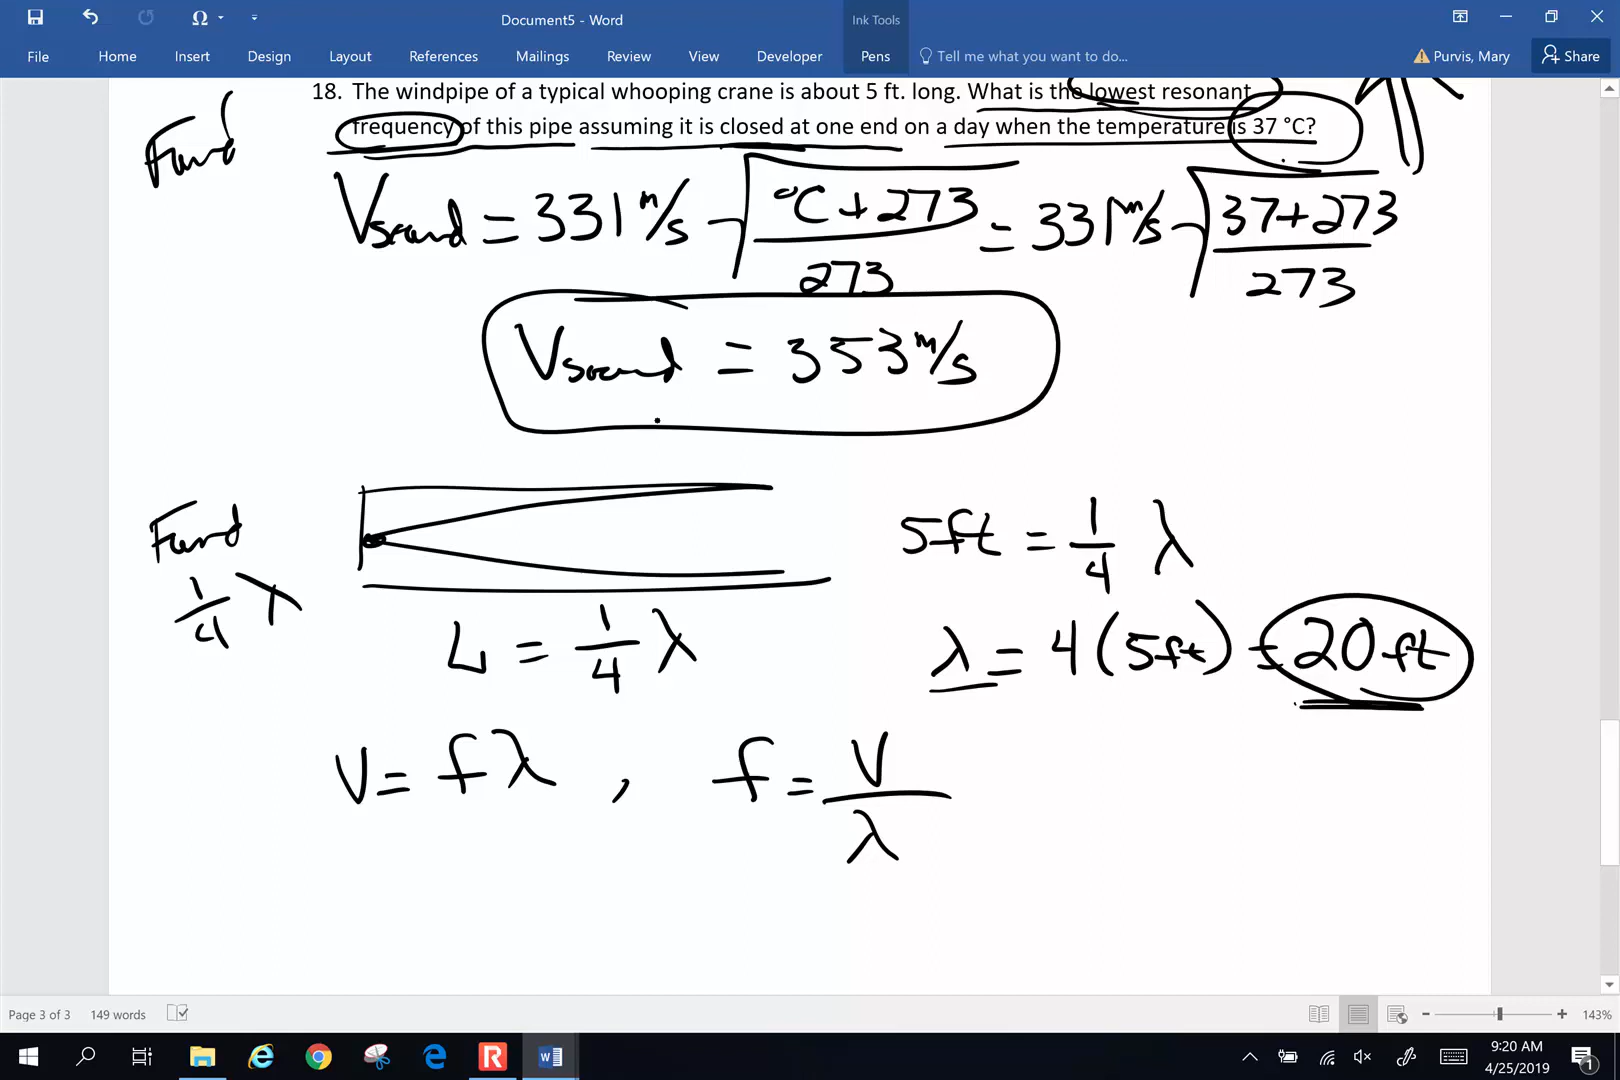 Document5 - Word
Ink Tools
File Home Insert Design Layout References Mailings Review View Developer Pens Tell me what you want to do... Purvis, Mary Share
18. The windpipe of a typical whooping crane is about 5 ft. long. What is the lowest resonant
frequency of this pipe assuming it is closed at one end on a day when the temperature is 37 °C?
Fund
Vsound = 331 m/s √((°C + 273)/273) = 331 m/s √((37 + 273)/273)
Vsound = 353 m/s
Fund
1/4 λ
5ft = 1/4 λ
L = 1/4 λ
λ = 4(5ft) = 20 ft
V = fλ , f = V/λ
Page 3 of 3 149 words 143%
9:20 AM
4/25/2019
1